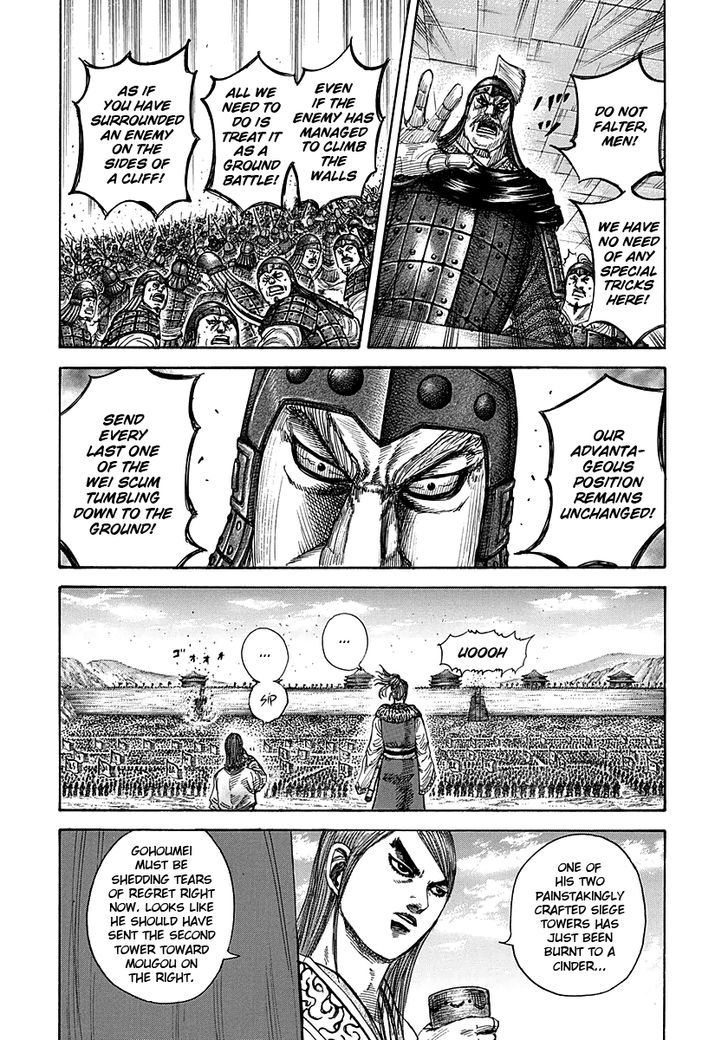 DO NOT
FALTER,
MEN!
WE HAVE
NO NEED
OF ANY
SPECIAL
TRICKS
HERE!
EVEN
IF THE
ENEMY HAS
MANAGED
TO CLIMB
THE
WALLS
ALL WE
NEED TO
DO IS
TREAT IT
AS A
GROUND
BATTLE!
AS IF
YOU HAVE
SURROUNDED
AN ENEMY
ON THE
SIDES OF
A CLIFF!
OUR
ADVANTA-
GEOUS
POSITION
REMAINS
UNCHANGED!
SEND
EVERY
LAST ONE
OF THE
WEI SCUM
TUMBLING
DOWN TO THE
GROUND!
UOOOH
...
...
SIP
ゴオオオ
ONE OF
HIS TWO
PAINSTAKINGLY
CRAFTED SIEGE
TOWERS HAS
JUST BEEN
BURNT TO A
CINDER...
GOHOUMEI
MUST BE
SHEDDING TEARS
OF REGRET RIGHT
NOW. LOOKS LIKE
HE SHOULD HAVE
SENT THE SECOND
TOWER TOWARD
MOUGOU ON
THE RIGHT.